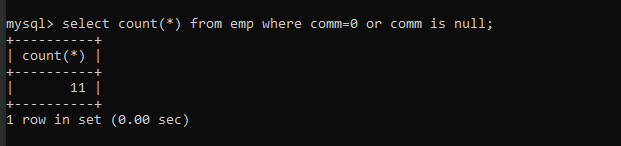 mysql> select count(*) from emp where comm=0 or comm is null;
+----------+
| count(*) |
+----------+
|       11 |
+----------+
1 row in set (0.00 sec)